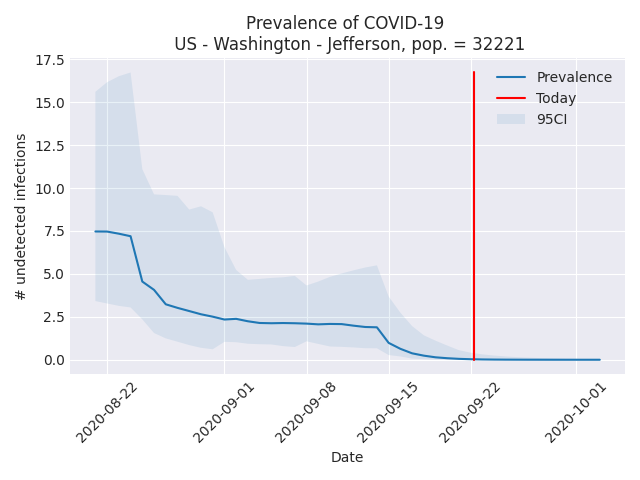 Prevalence of COVID-19
US - Washington - Jefferson, pop. = 32221
17.5
15.0
12.5
10.0
7.5
5.0
2.5
0.0
# undetected infections
Prevalence
Today
95CI
2020-08-22
2020-09-01
2020-09-08
2020-09-15
2020-09-22
2020-10-01
Date